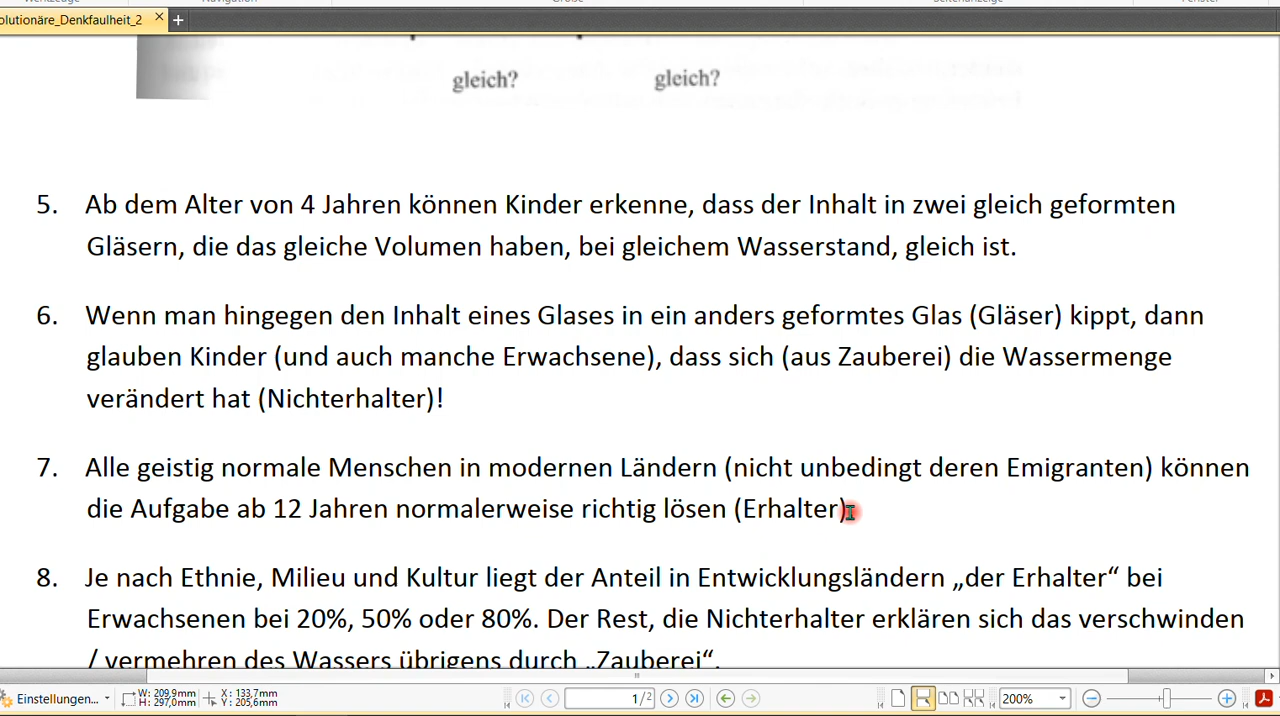 olutionäre_Denkfaulheit_2
gleich? gleich?
5. Ab dem Alter von 4 Jahren können Kinder erkenne, dass der Inhalt in zwei gleich geformten
Gläsern, die das gleiche Volumen haben, bei gleichem Wasserstand, gleich ist.
6. Wenn man hingegen den Inhalt eines Glases in ein anders geformtes Glas (Gläser) kippt, dann
glauben Kinder (und auch manche Erwachsene), dass sich (aus Zauberei) die Wassermenge
verändert hat (Nichterhalter)!
7. Alle geistig normale Menschen in modernen Ländern (nicht unbedingt deren Emigranten) können
die Aufgabe ab 12 Jahren normalerweise richtig lösen (Erhalter)
8. Je nach Ethnie, Milieu und Kultur liegt der Anteil in Entwicklungsländern „der Erhalter“ bei
Erwachsenen bei 20%, 50% oder 80%. Der Rest, die Nichterhalter erklären sich das verschwinden
/ vermehren des Wassers übrigens durch „Zauberei“.
Einstellungen... W: 209,9mm X: 133,7mm 1/2 200%
H: 297,0mm Y: 205,6mm